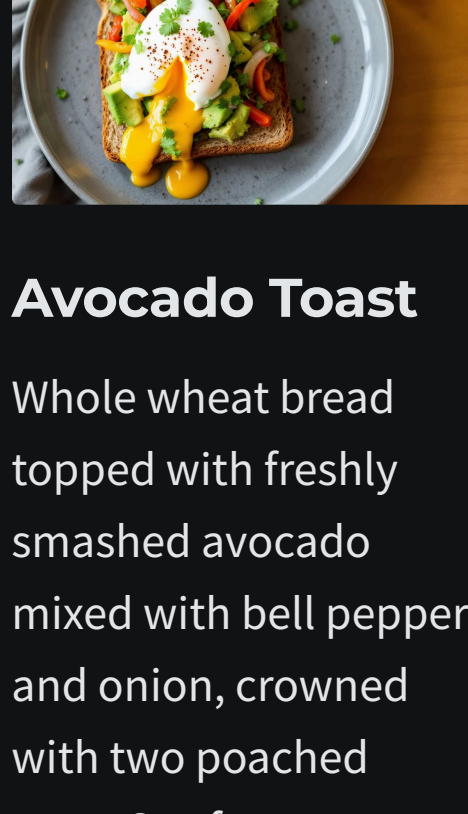 Avocado Toast
Whole wheat bread
topped with freshly
smashed avocado
mixed with bell pepper
and onion, crowned
with two poached